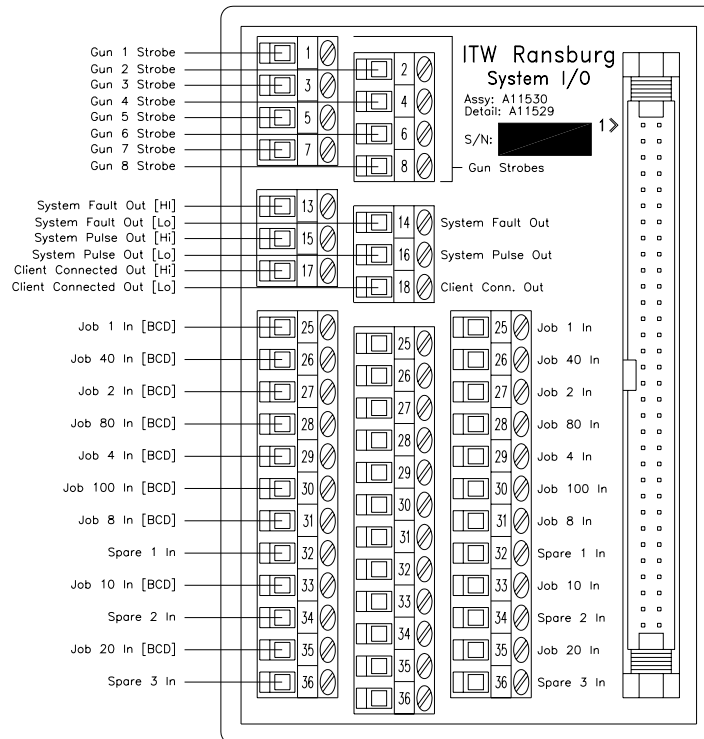 ITW Ransburg
System I/O
Assy: A11530
Detail: A11529
S/N:
1
Gun 1 Strobe 1
Gun 2 Strobe 2
Gun 3 Strobe 3
Gun 4 Strobe 4
Gun 5 Strobe 5
Gun 6 Strobe 6
Gun 7 Strobe 7
Gun 8 Strobe 8
Gun Strobes
System Fault Out [HI] 13
System Fault Out [Lo] 14 System Fault Out
System Pulse Out [Hi] 15
System Pulse Out [Lo] 16 System Pulse Out
Client Connected Out [Hi] 17
Client Connected Out [Lo] 18 Client Conn. Out
Job 1 In [BCD] 25 25 25 Job 1 In
Job 40 In [BCD] 26 26 26 Job 40 In
Job 2 In [BCD] 27 27 27 Job 2 In
Job 80 In [BCD] 28 28 28 Job 80 In
Job 4 In [BCD] 29 29 29 Job 4 In
Job 100 In [BCD] 30 30 30 Job 100 In
Job 8 In [BCD] 31 31 31 Job 8 In
Spare 1 In 32 32 32 Spare 1 In
Job 10 In [BCD] 33 33 33 Job 10 In
Spare 2 In 34 34 34 Spare 2 In
Job 20 In [BCD] 35 35 35 Job 20 In
Spare 3 In 36 36 36 Spare 3 In